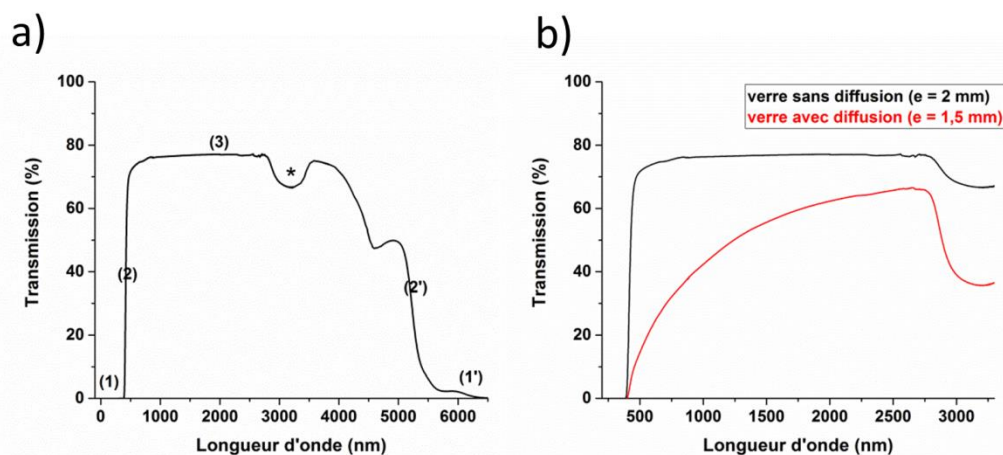 a)
100
80
60
40
20
0
Transmission (%)
(1)
(2)
(3)
*
(2')
(1')
0 1000 2000 3000 4000 5000 6000
Longueur d'onde (nm)
b)
100
80
60
40
20
0
Transmission (%)
verre sans diffusion (e = 2 mm)
verre avec diffusion (e = 1,5 mm)
500 1000 1500 2000 2500 3000
Longueur d'onde (nm)